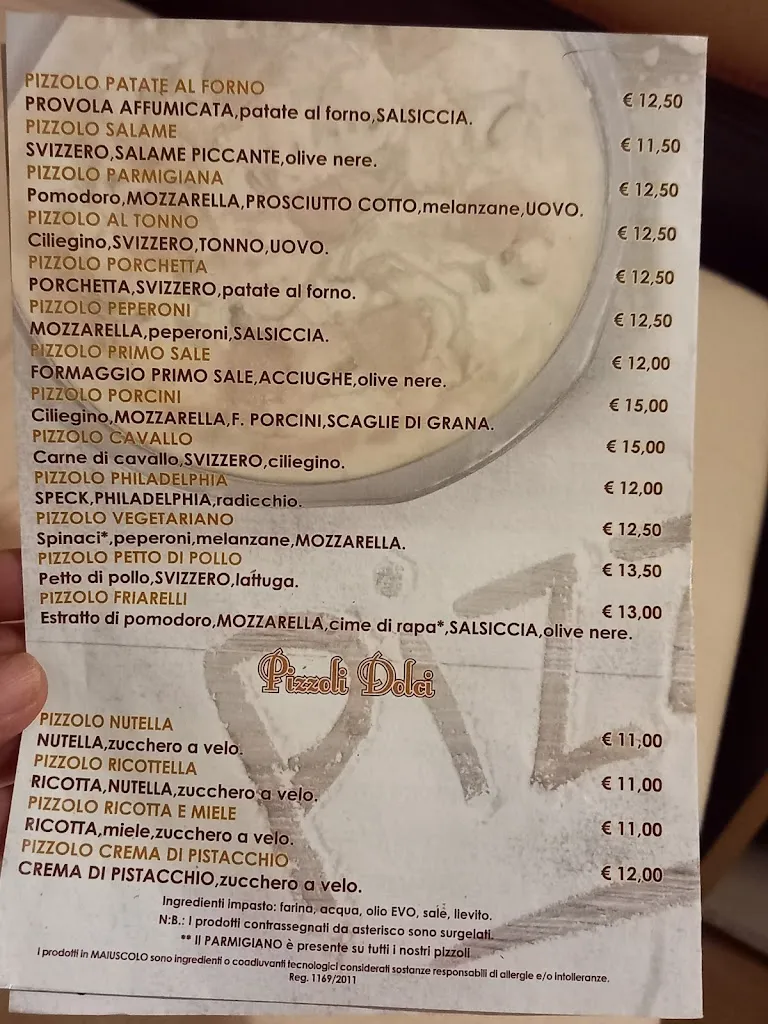 PIZZOLO PATATE AL FORNO € 12,50
PROVOLA AFFUMICATA,patate al forno,SALSICCIA.
PIZZOLO SALAME € 11,50
SVIZZERO,SALAME PICCANTE,olive nere.
PIZZOLO PARMIGIANA € 12,50
Pomodoro,MOZZARELLA,PROSCIUTTO COTTO,melanzane,UOVO.
PIZZOLO AL TONNO € 12,50
Ciliegino,SVIZZERO,TONNO,UOVO.
PIZZOLO PORCHETTA € 12,50
PORCHETTA,SVIZZERO,patate al forno.
PIZZOLO PEPERONI € 12,50
MOZZARELLA,peperoni,SALSICCIA.
PIZZOLO PRIMO SALE € 12,00
FORMAGGIO PRIMO SALE,ACCIUGHE,olive nere.
PIZZOLO PORCINI € 15,00
Ciliegino,MOZZARELLA,F. PORCINI,SCAGLIE DI GRANA.
PIZZOLO CAVALLO € 15,00
Carne di cavallo,SVIZZERO,ciliegino.
PIZZOLO PHILADELPHIA € 12,00
SPECK,PHILADELPHIA,radicchio.
PIZZOLO VEGETARIANO € 12,50
Spinaci*,peperoni,melanzane,MOZZARELLA.
PIZZOLO PETTO DI POLLO € 13,50
Petto di pollo,SVIZZERO,lattuga.
PIZZOLO FRIARELLI € 13,00
Estratto di pomodoro,MOZZARELLA,cime di rapa*,SALSICCIA,olive nere.
Pizzoli Dolci
PIZZOLO NUTELLA € 11,00
NUTELLA,zucchero a velo.
PIZZOLO RICOTTELLA € 11,00
RICOTTA,NUTELLA,zucchero a velo.
PIZZOLO RICOTTA E MIELE € 11,00
RICOTTA,miele,zucchero a velo.
PIZZOLO CREMA DI PISTACCHIO € 12,00
CREMA DI PISTACCHIO,zucchero a velo.
Ingredienti impasto: farina, acqua, olio EVO, sale, lievito.
N:B.: I prodotti contrassegnati da asterisco sono surgelati.
** Il PARMIGIANO è presente su tutti i nostri pizzoli
I prodotti in MAIUSCOLO sono ingredienti o coadiuvanti tecnologici considerati sostanze responsabili di allergie e/o intolleranze.
Reg. 1169/2011